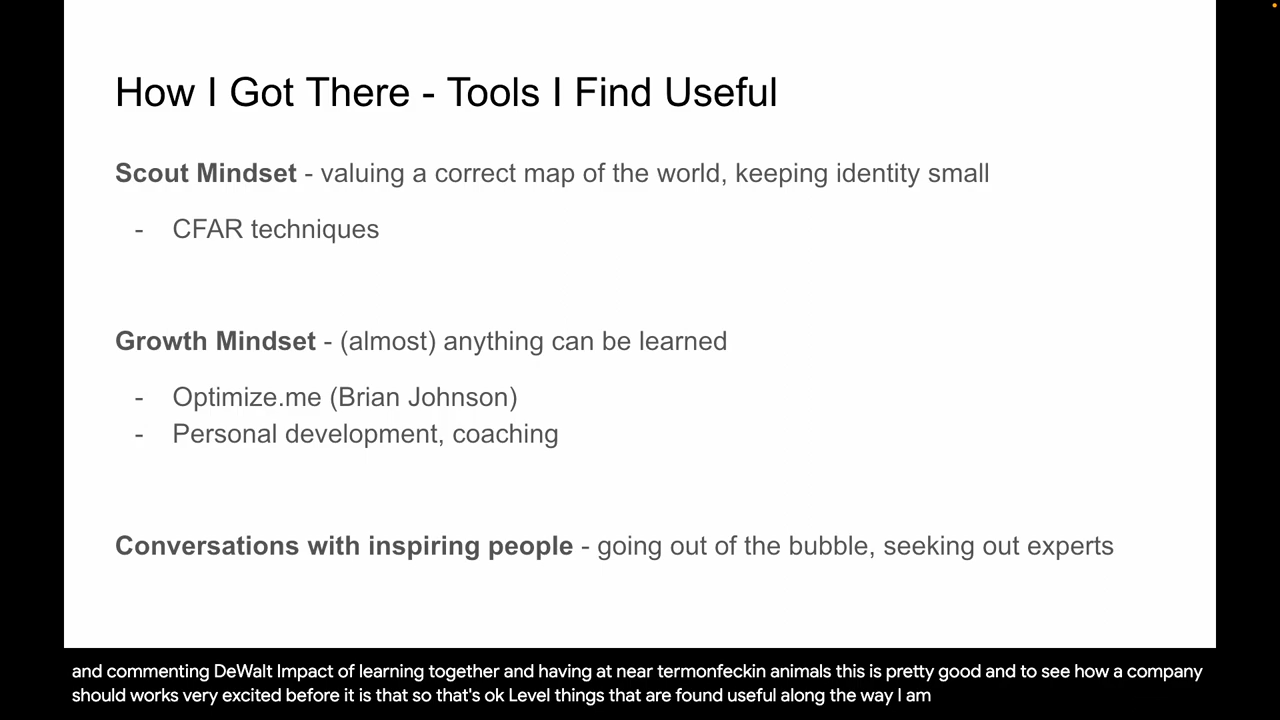 How I Got There - Tools I Find Useful
Scout Mindset - valuing a correct map of the world, keeping identity small
- CFAR techniques
Growth Mindset - (almost) anything can be learned
- Optimize.me (Brian Johnson)
- Personal development, coaching
Conversations with inspiring people - going out of the bubble, seeking out experts
and commenting DeWalt Impact of learning together and having at near termonfeckin animals this is pretty good and to see how a company
should works very excited before it is that so that's ok Level things that are found useful along the way I am